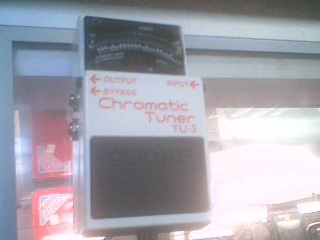 OUTPUT INPUT
BYPASS
Chromatic
Tuner
TU-3
BOSS